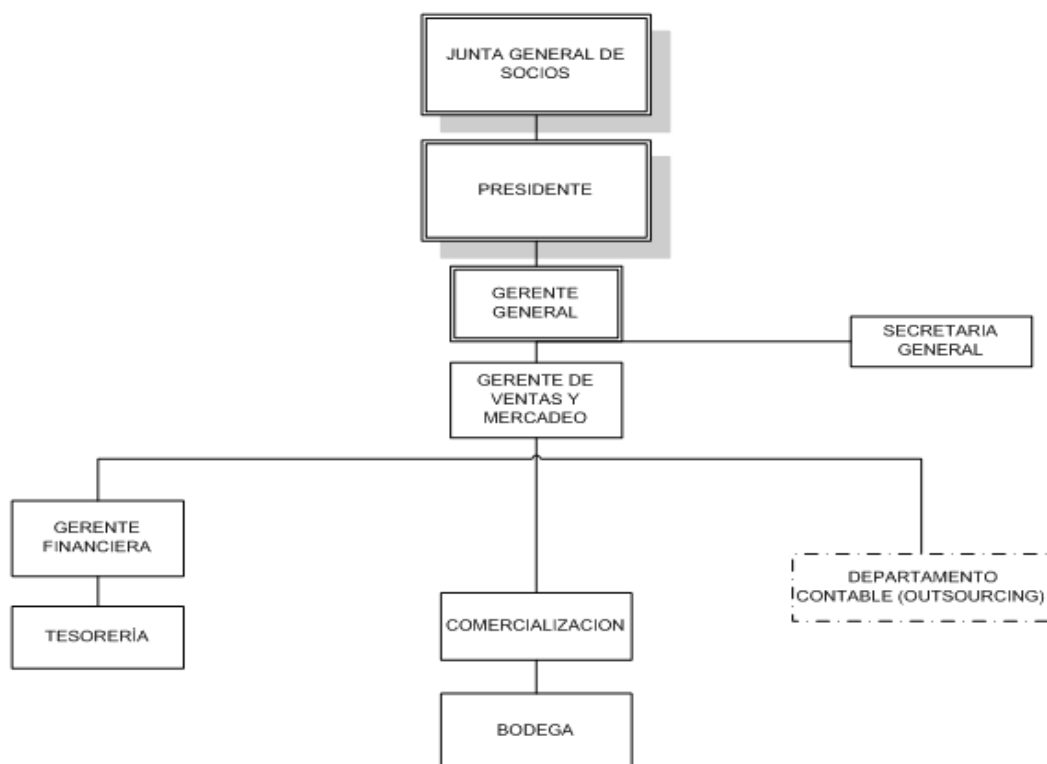 JUNTA GENERAL DE
SOCIOS
PRESIDENTE
GERENTE
GENERAL
SECRETARIA
GENERAL
GERENTE DE
VENTAS Y
MERCADEO
GERENTE
FINANCIERA
DEPARTAMENTO
CONTABLE (OUTSOURCING)
TESORERÍA
COMERCIALIZACION
BODEGA